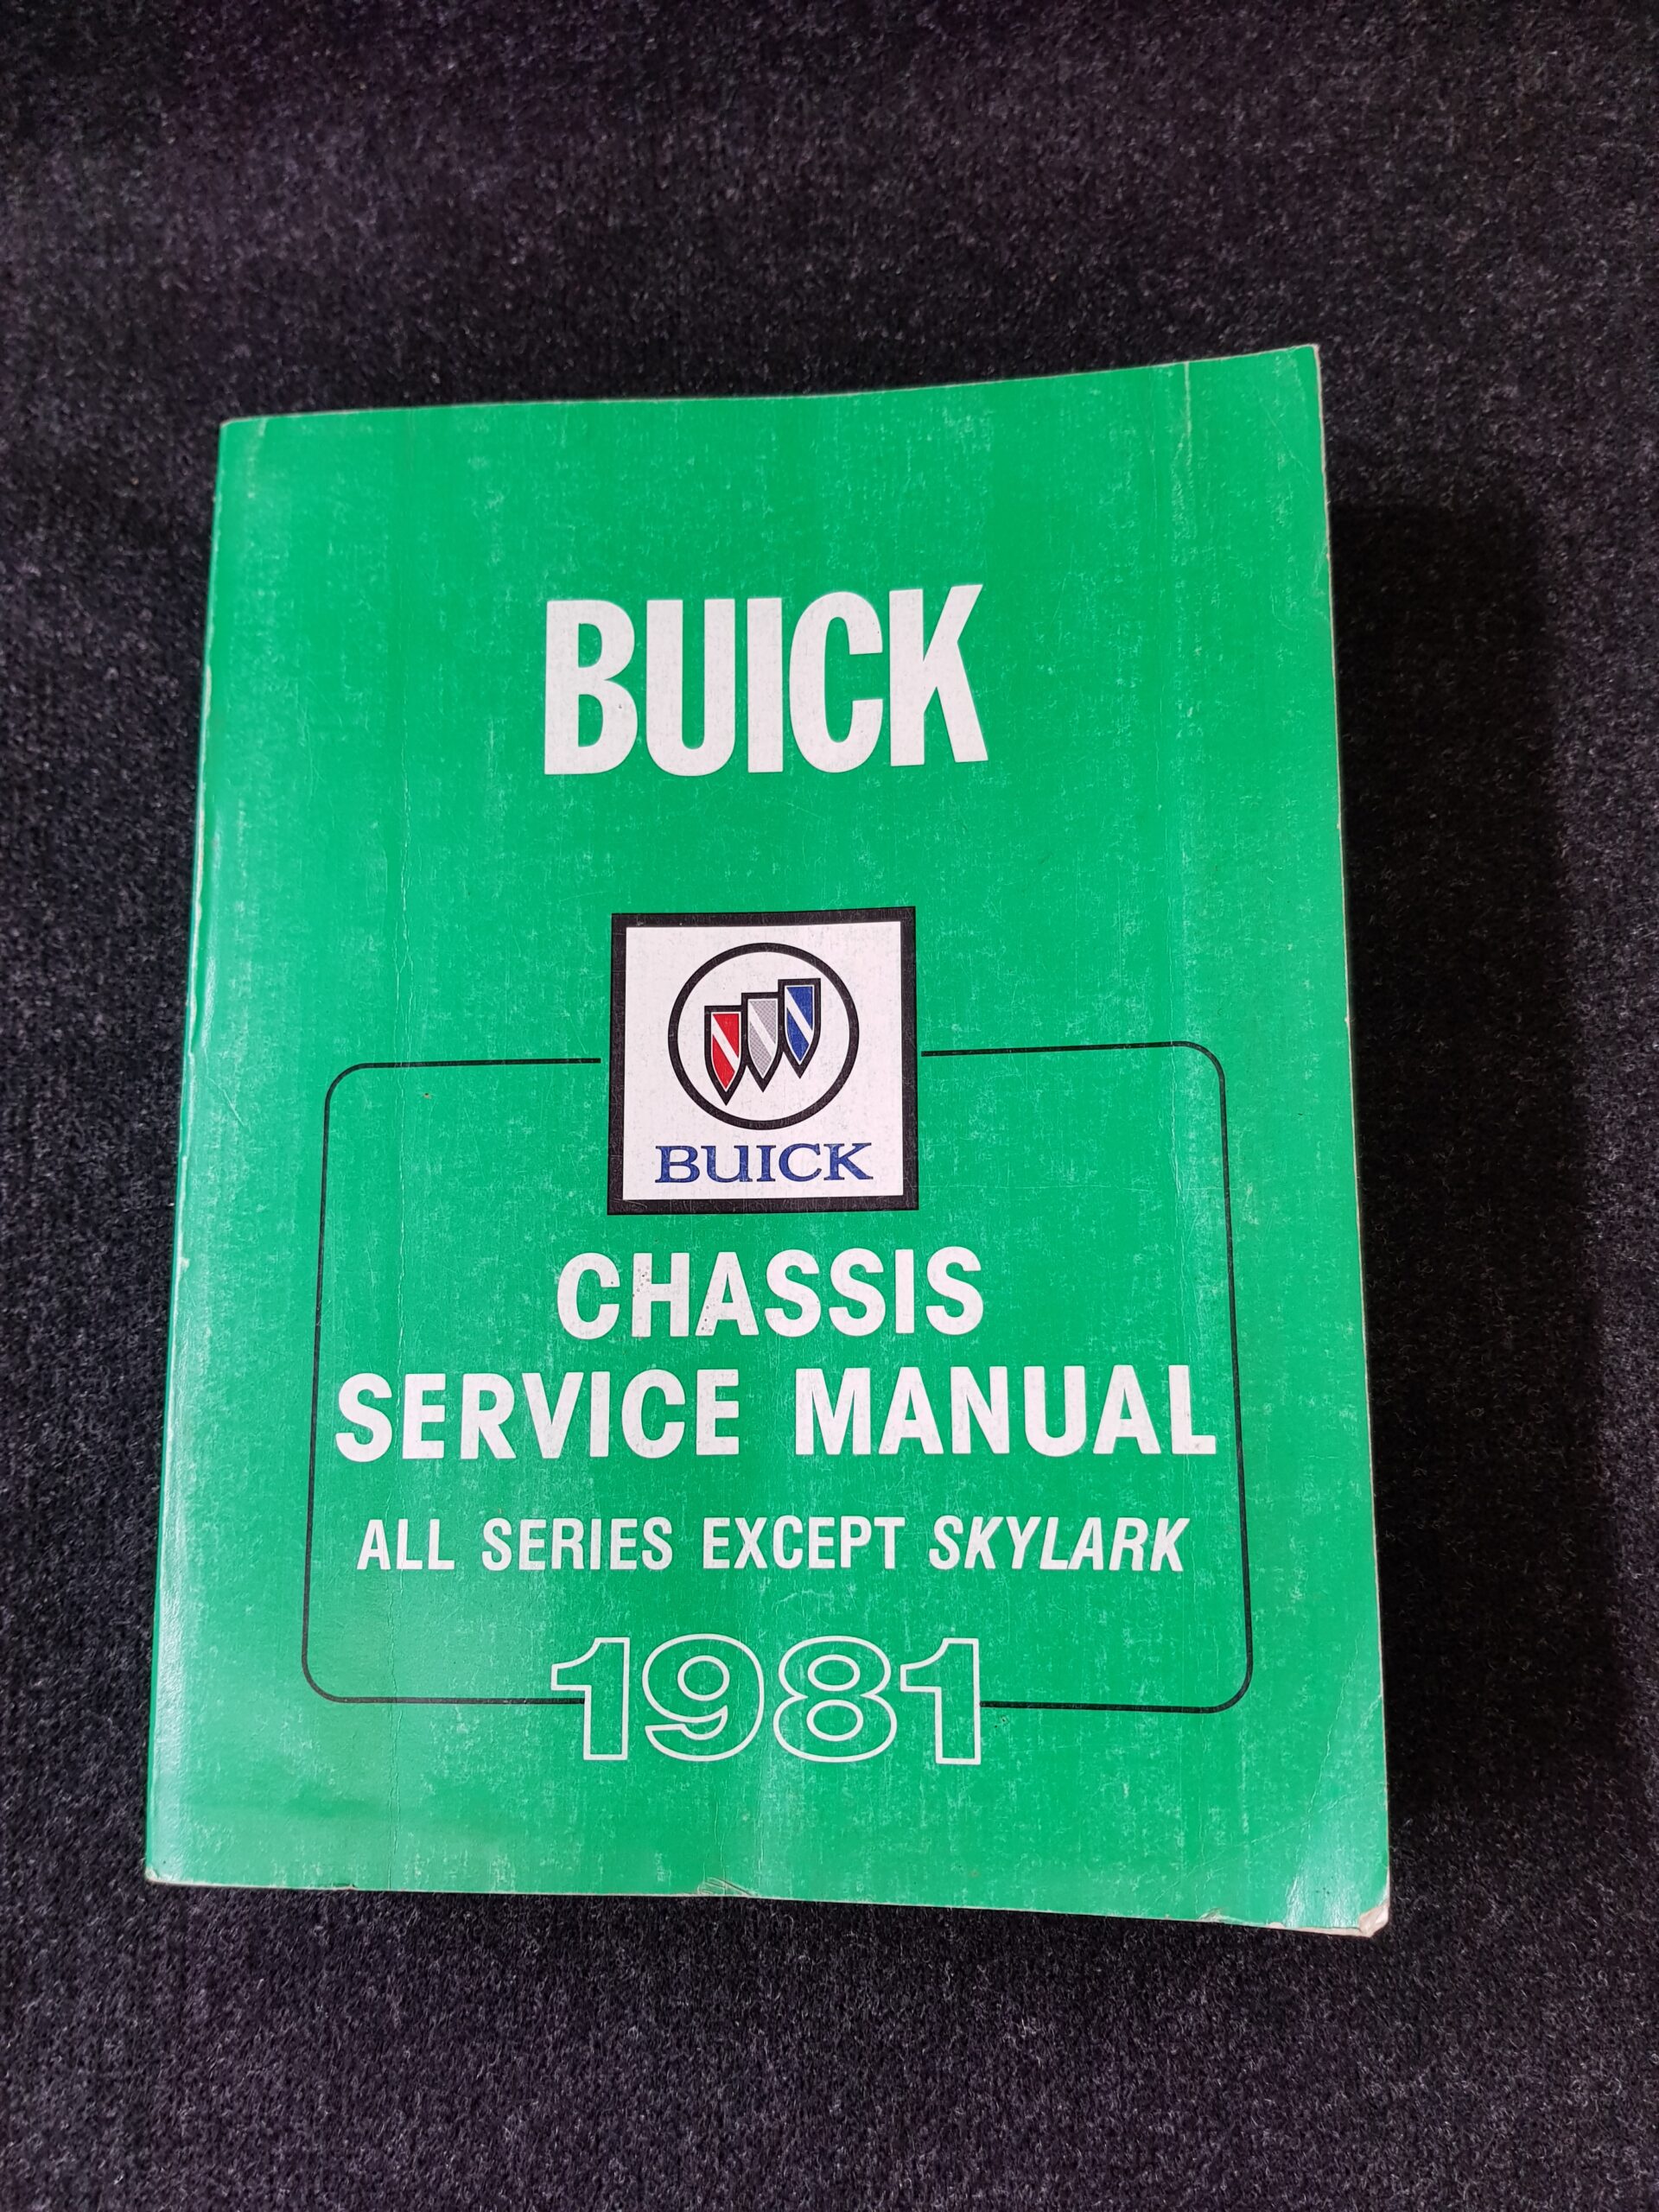 BUICK
BUICK
CHASSIS
SERVICE MANUAL
ALL SERIES EXCEPT SKYLARK
1981